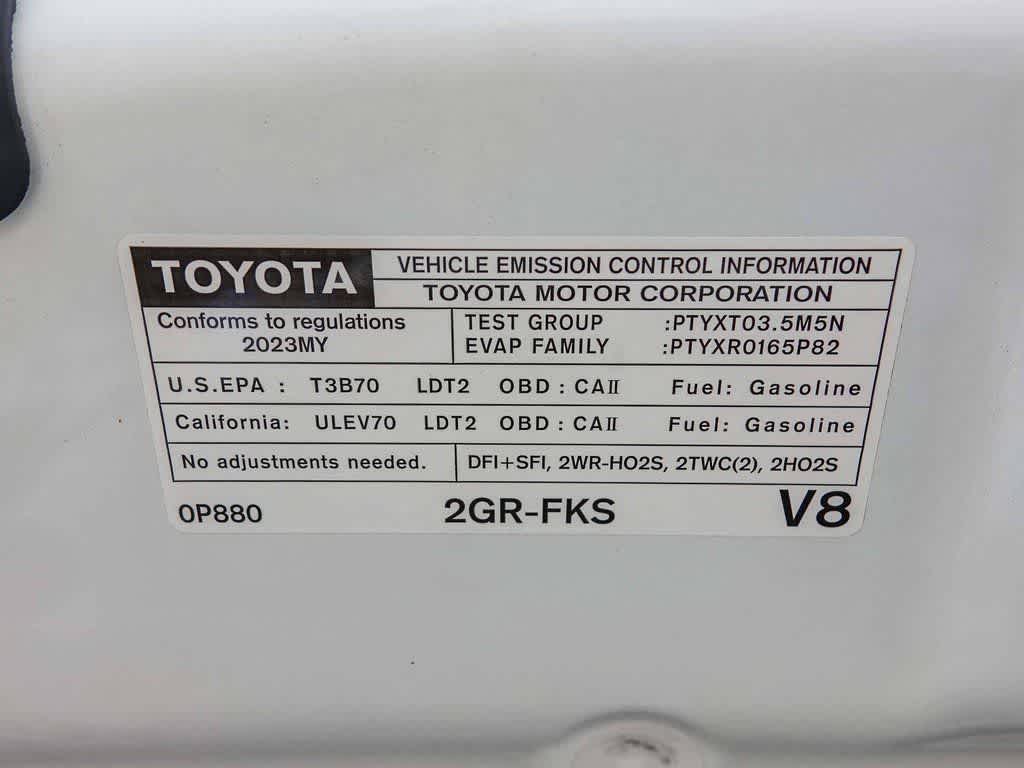 TOYOTA
VEHICLE EMISSION CONTROL INFORMATION
TOYOTA MOTOR CORPORATION
Conforms to regulations
2023MY
TEST GROUP :PTYXT03.5M5N
EVAP FAMILY :PTYXR0165P82
U.S.EPA : T3B70 LDT2 OBD : CAII Fuel: Gasoline
California: ULEV70 LDT2 OBD : CAII Fuel: Gasoline
No adjustments needed.
DFI+SFI, 2WR-HO2S, 2TWC(2), 2HO2S
0P880 2GR-FKS V8